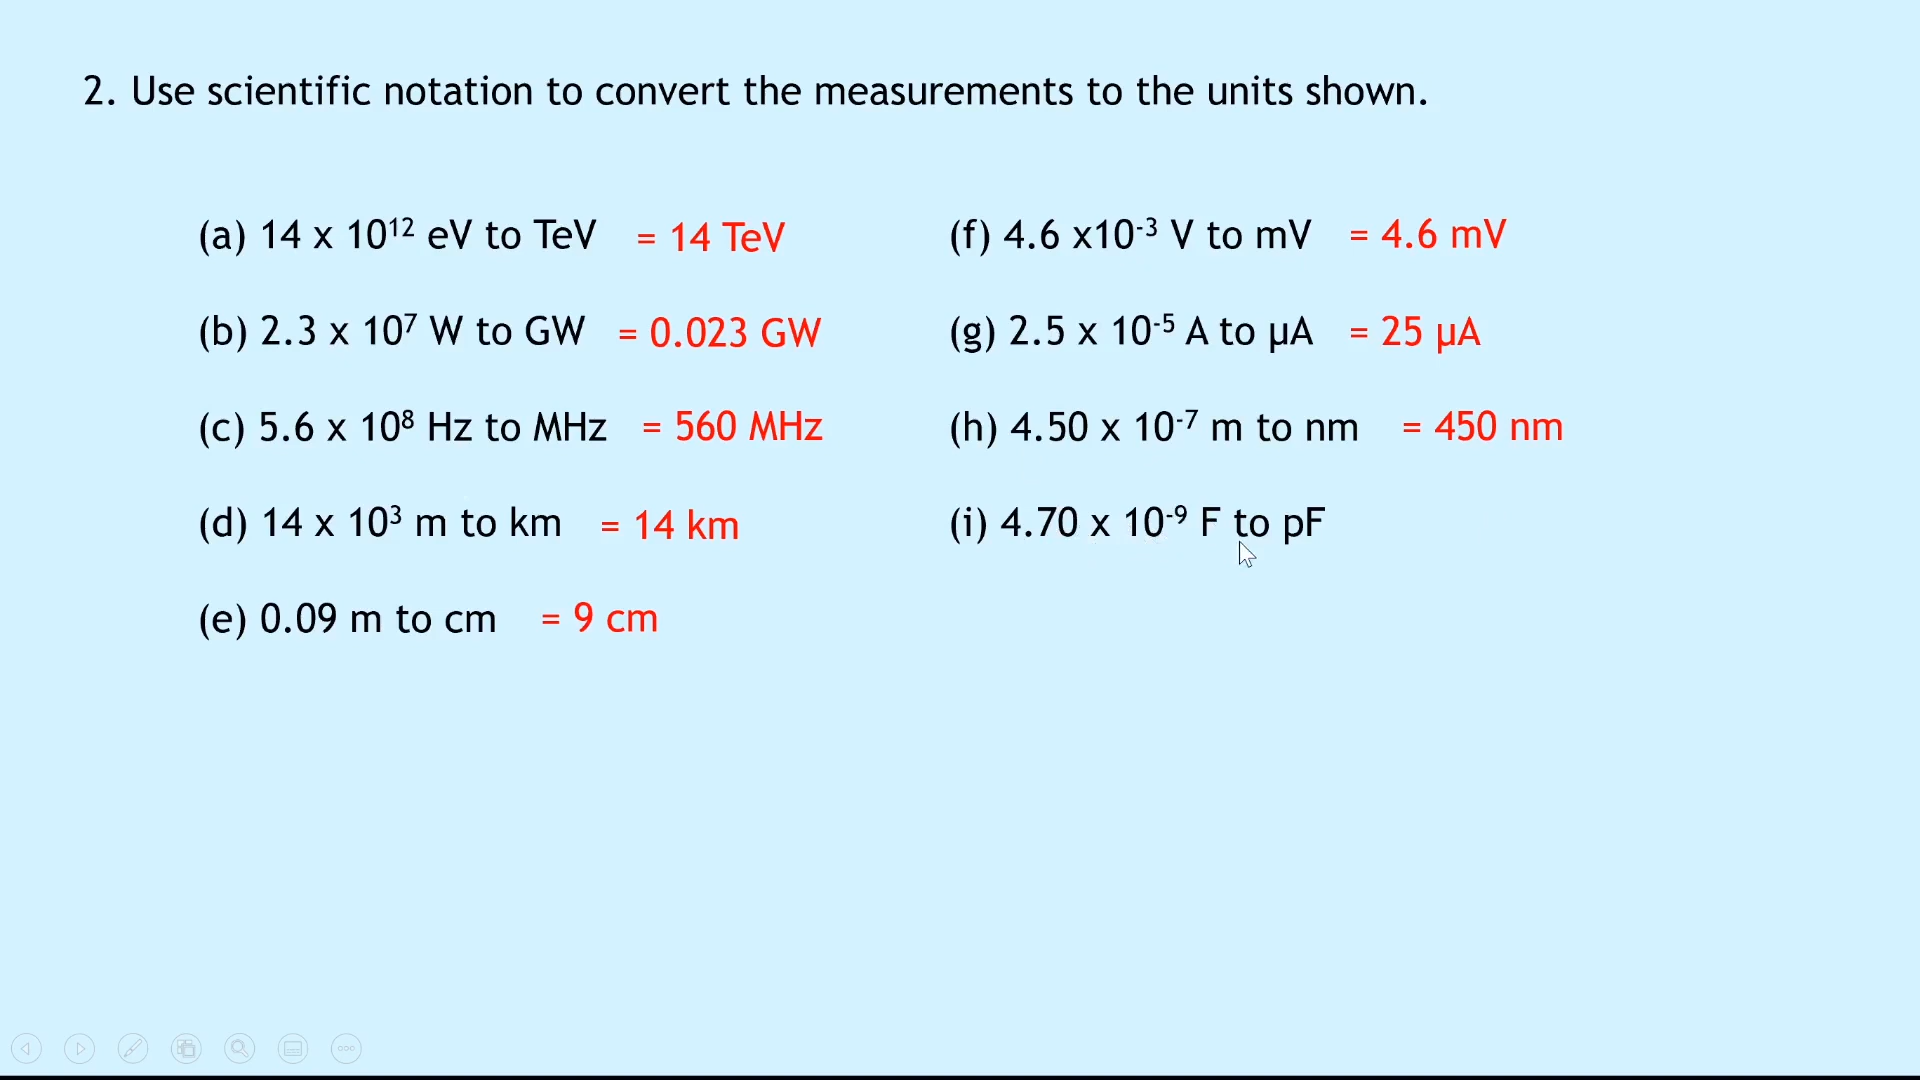 2. Use scientific notation to convert the measurements to the units shown.
(a) 14 x 10¹² eV to TeV = 14 TeV
(b) 2.3 x 10⁷ W to GW = 0.023 GW
(c) 5.6 x 10⁸ Hz to MHz = 560 MHz
(d) 14 x 10³ m to km = 14 km
(e) 0.09 m to cm = 9 cm
(f) 4.6 x10⁻³ V to mV = 4.6 mV
(g) 2.5 x 10⁻⁵ A to µA = 25 µA
(h) 4.50 x 10⁻⁷ m to nm = 450 nm
(i) 4.70 x 10⁻⁹ F to pF